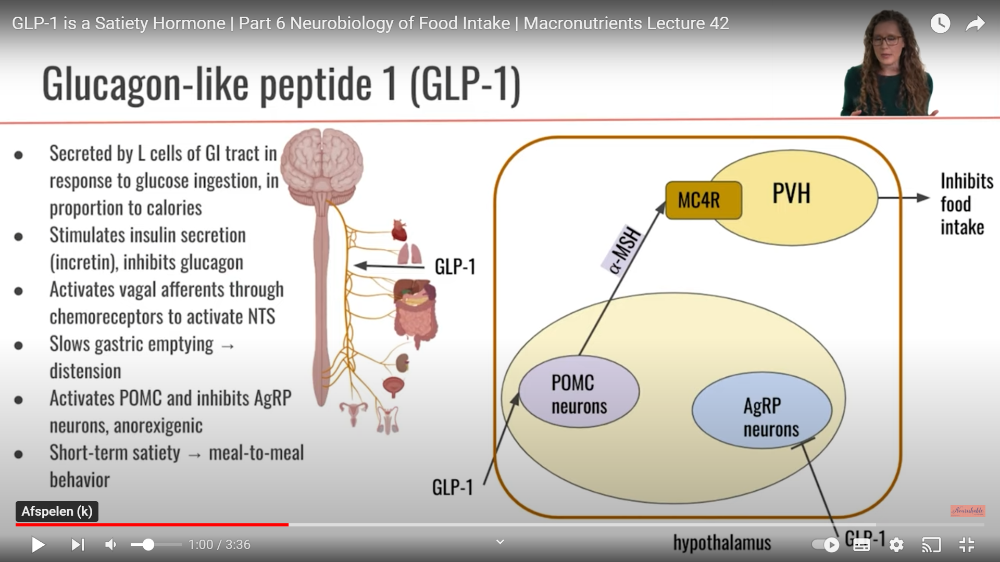 GLP-1 is a Satiety Hormone | Part 6 Neurobiology of Food Intake | Macronutrients Lecture 42
Glucagon-like peptide 1 (GLP-1)
● Secreted by L cells of GI tract in
response to glucose ingestion, in
proportion to calories
● Stimulates insulin secretion
(incretin), inhibits glucagon
● Activates vagal afferents through
chemoreceptors to activate NTS
● Slows gastric emptying →
distension
● Activates POMC and inhibits AgRP
neurons, anorexigenic
● Short-term satiety → meal-to-meal
behavior
GLP-1
MC4R
PVH
Inhibits
food
intake
α-MSH
POMC
neurons
AgRP
neurons
GLP-1
GLP-1
hypothalamus
Nourishable
Afspelen (k)
1:00 / 3:36